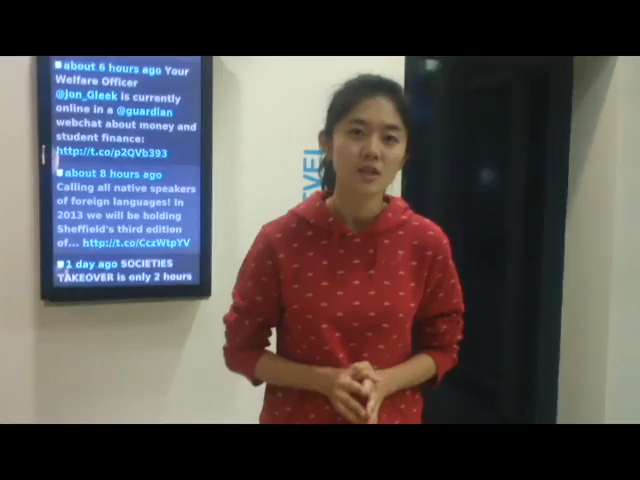 about 6 hours ago Your
Welfare Officer
@Jon_Gleek is currently
online in a @guardian
webchat about money and
student finance:
http://t.co/p2QVb393
about 8 hours ago
Calling all native speakers
of foreign languages! In
2013 we will be holding
Sheffield's third edition
of... http://t.co/CczWtpYV
1 day ago SOCIETIES
TAKEOVER is only 2 hours